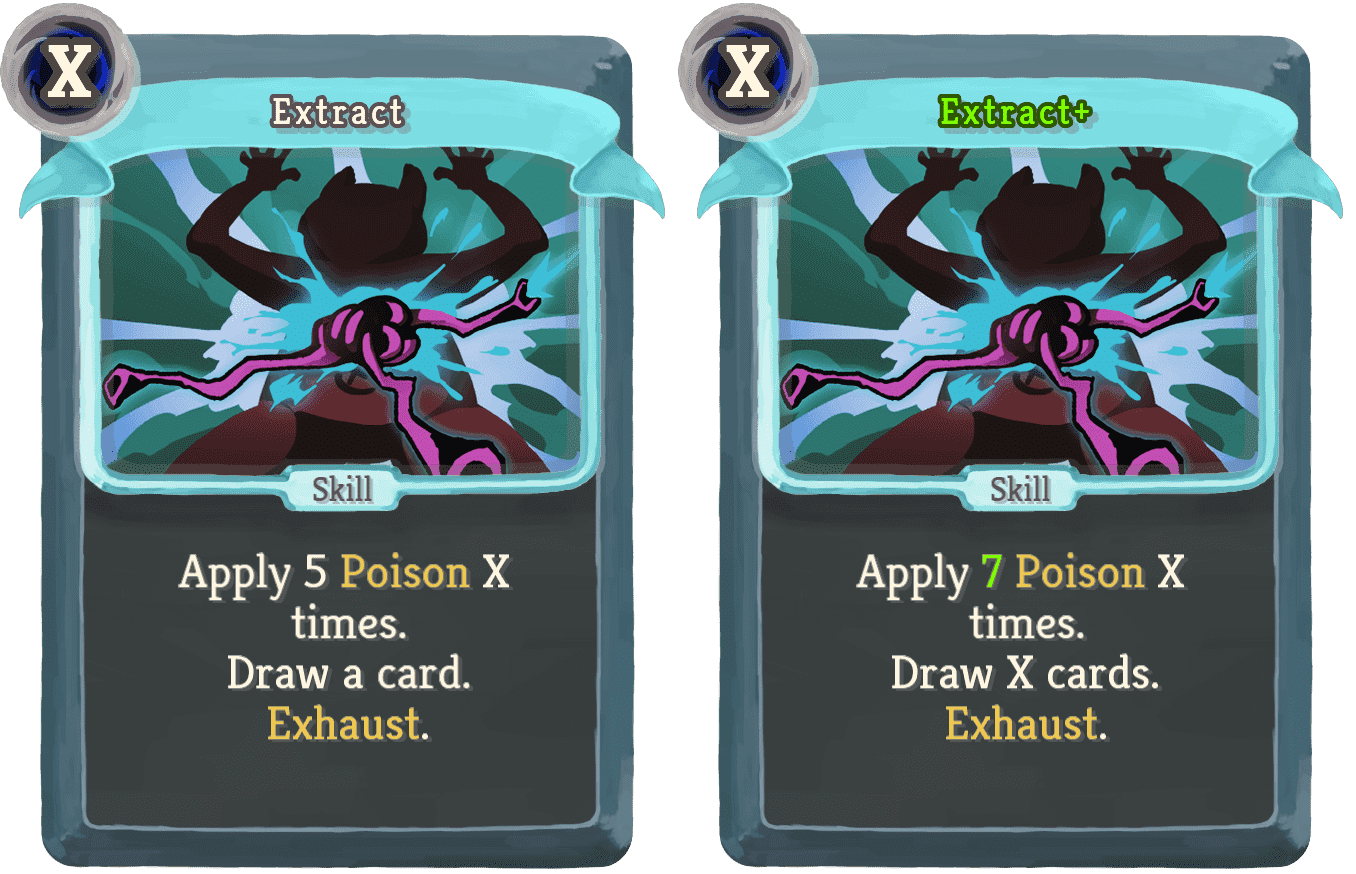 X
Extract
Skill
Apply 5 Poison X
times.
Draw a card.
Exhaust.
X
Extract+
Skill
Apply 7 Poison X
times.
Draw X cards.
Exhaust.